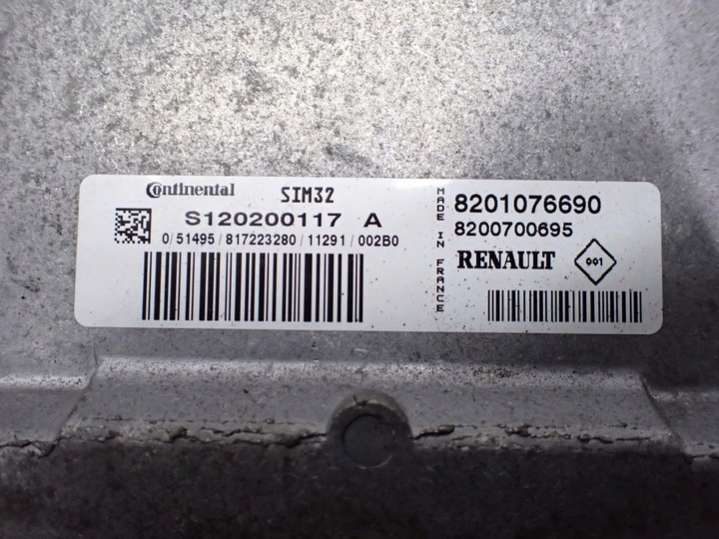 Continental SIM32
S120200117 A
0/51495/817223280/11291/002B0
MADE IN FRANCE
8201076690
8200700695
RENAULT 001